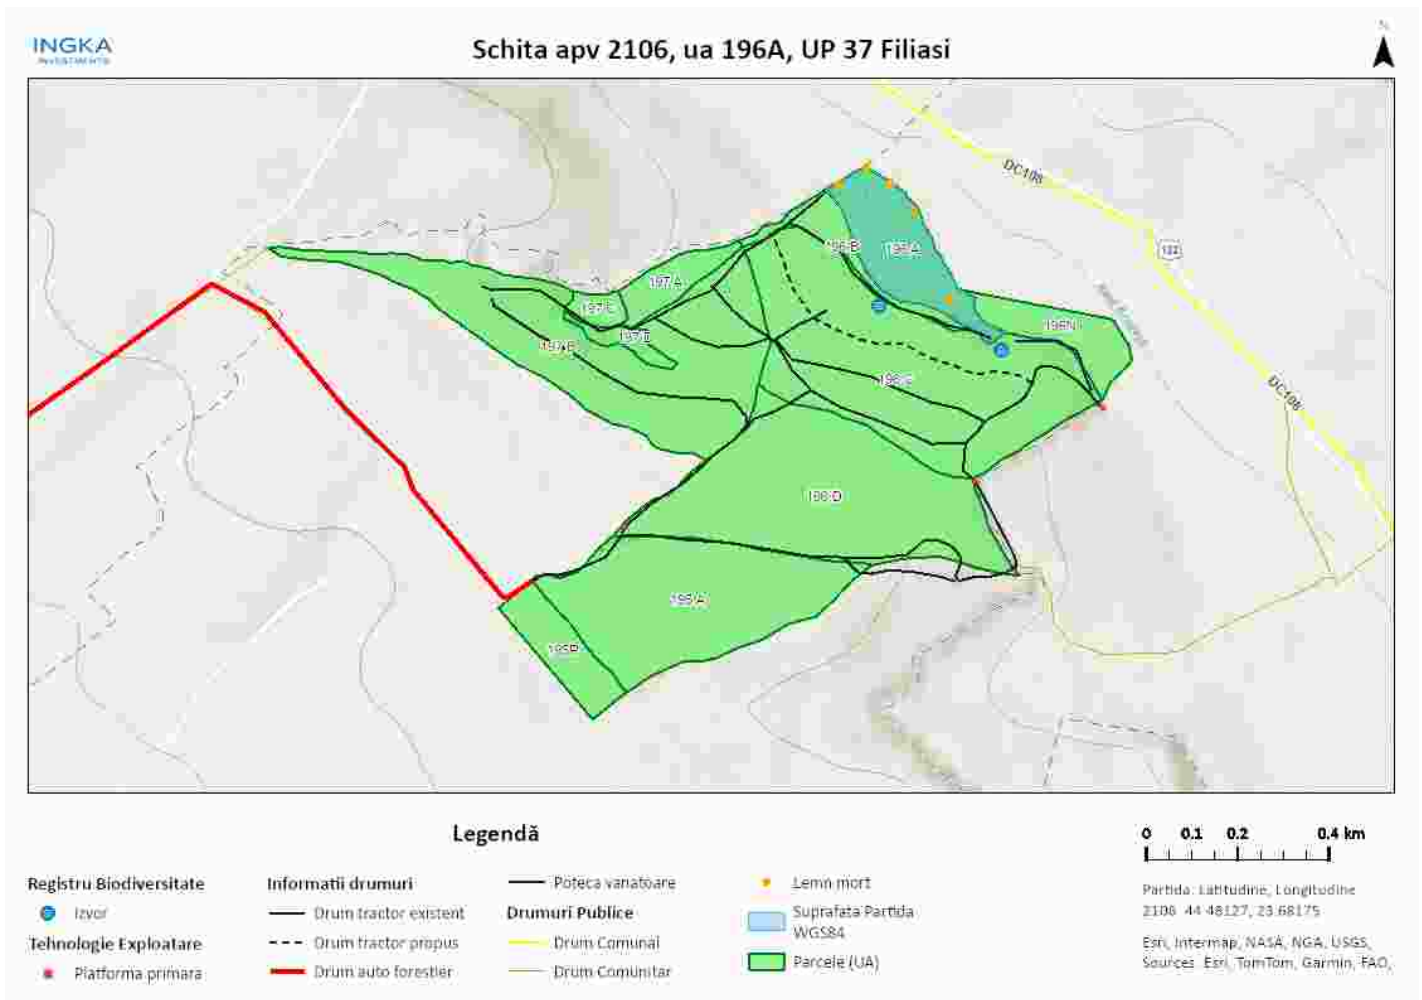 INGKA
INVESTMENTS
Schita apv 2106, ua 196A, UP 37 Filiasi
N
DC108
122
196 B
196 A
197 A
197 C
196N
197 B
196 C
DC108
196 D
195 A
195R
Legendă
Registru Biodiversitate
Izvor
Tehnologie Exploatare
Platforma primara
Informatii drumuri
Drum tractor existent
Drum tractor propus
Drum auto forestier
Poteca vanatoare
Drumuri Publice
Drum Comunal
Drum Comunitar
Lemn mort
Suprafata Partida
WGS84
Parcele (UA)
0 0.1 0.2 0.4 km
Partida: Latitudine, Longitudine
2106 44 48127, 23.68175
Esri, Intermap, NASA, NGA, USGS,
Sources: Esri, TomTom, Garmin, FAO,